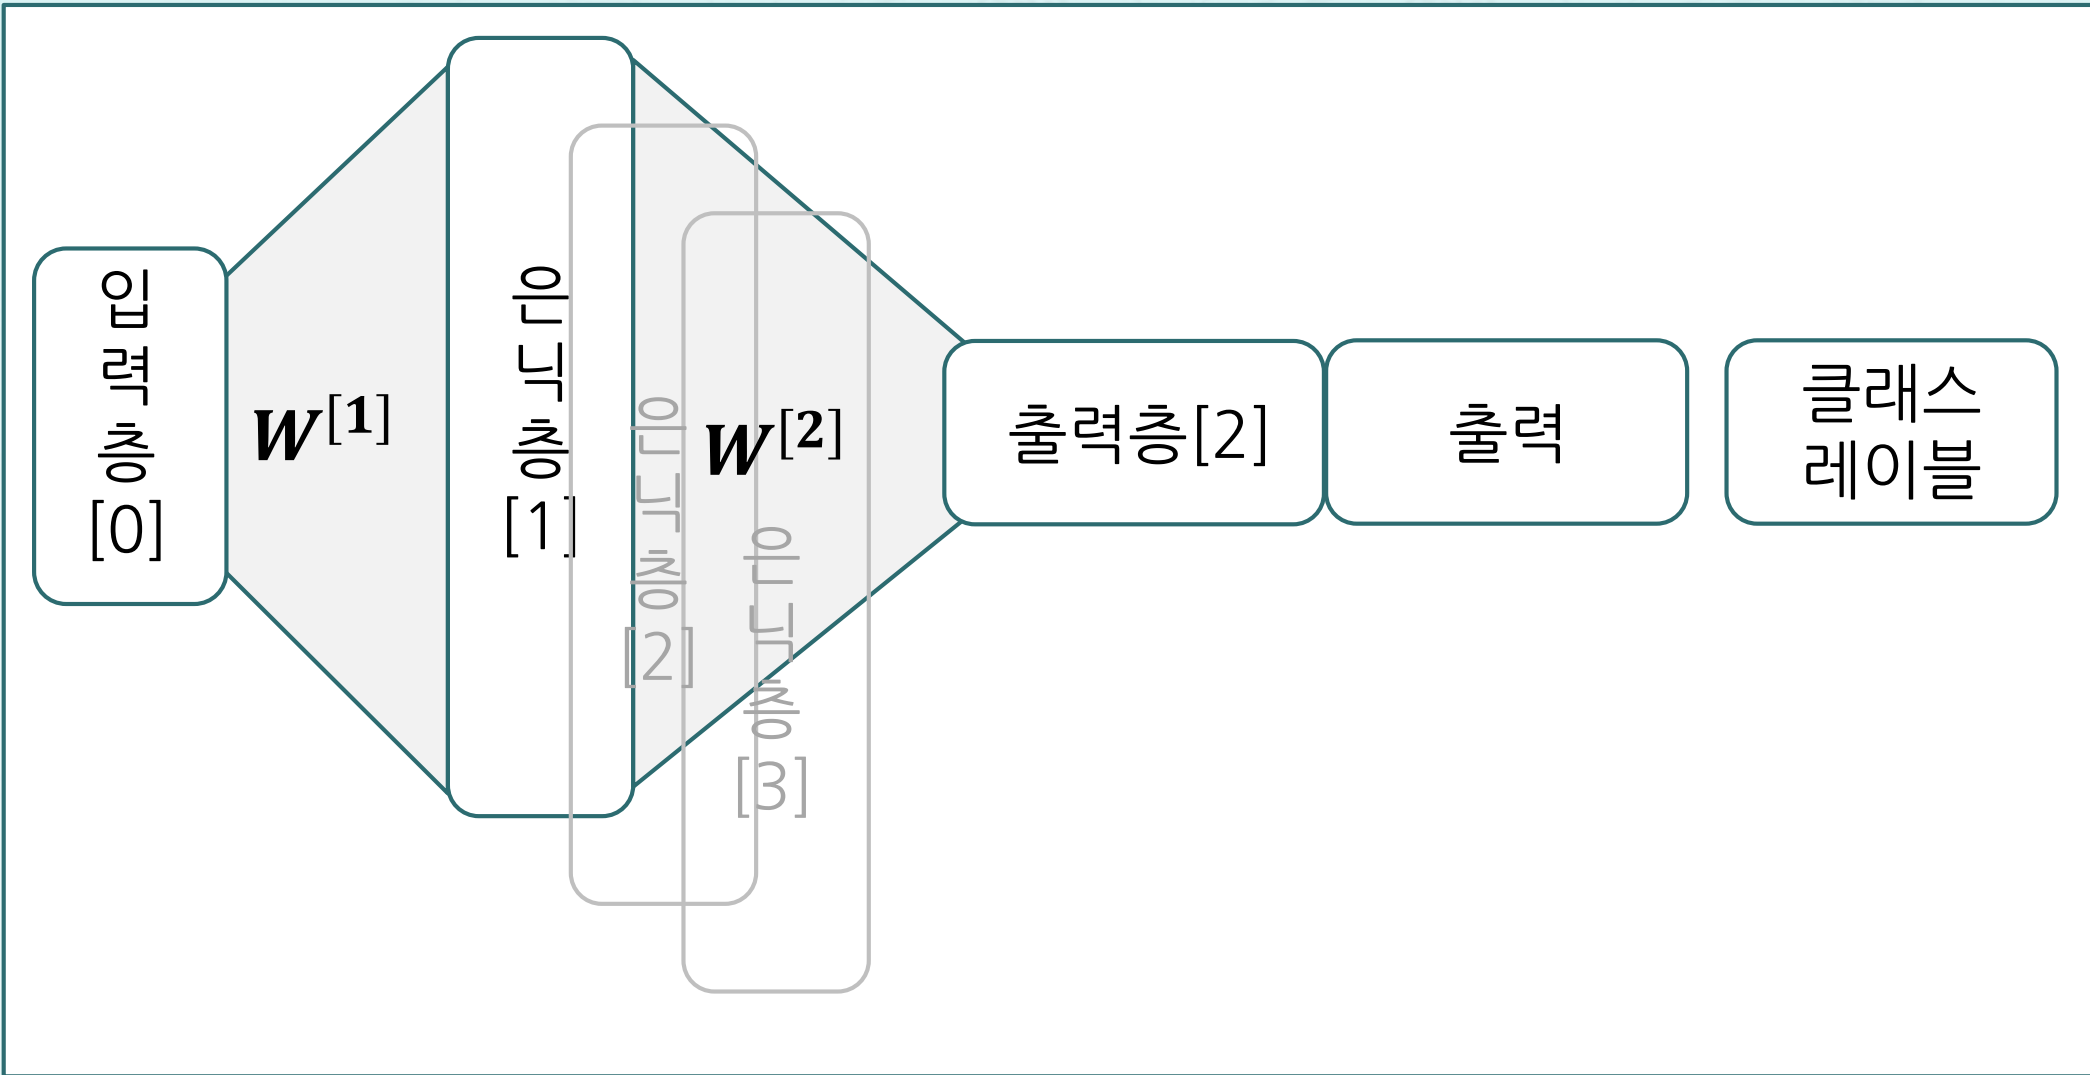 입
력
층
[0]
W[1]
은
닉
층
[1]
은
닉
층
[2]
W[2]
은
닉
층
[3]
출력층[2]
출력
클래스
레이블